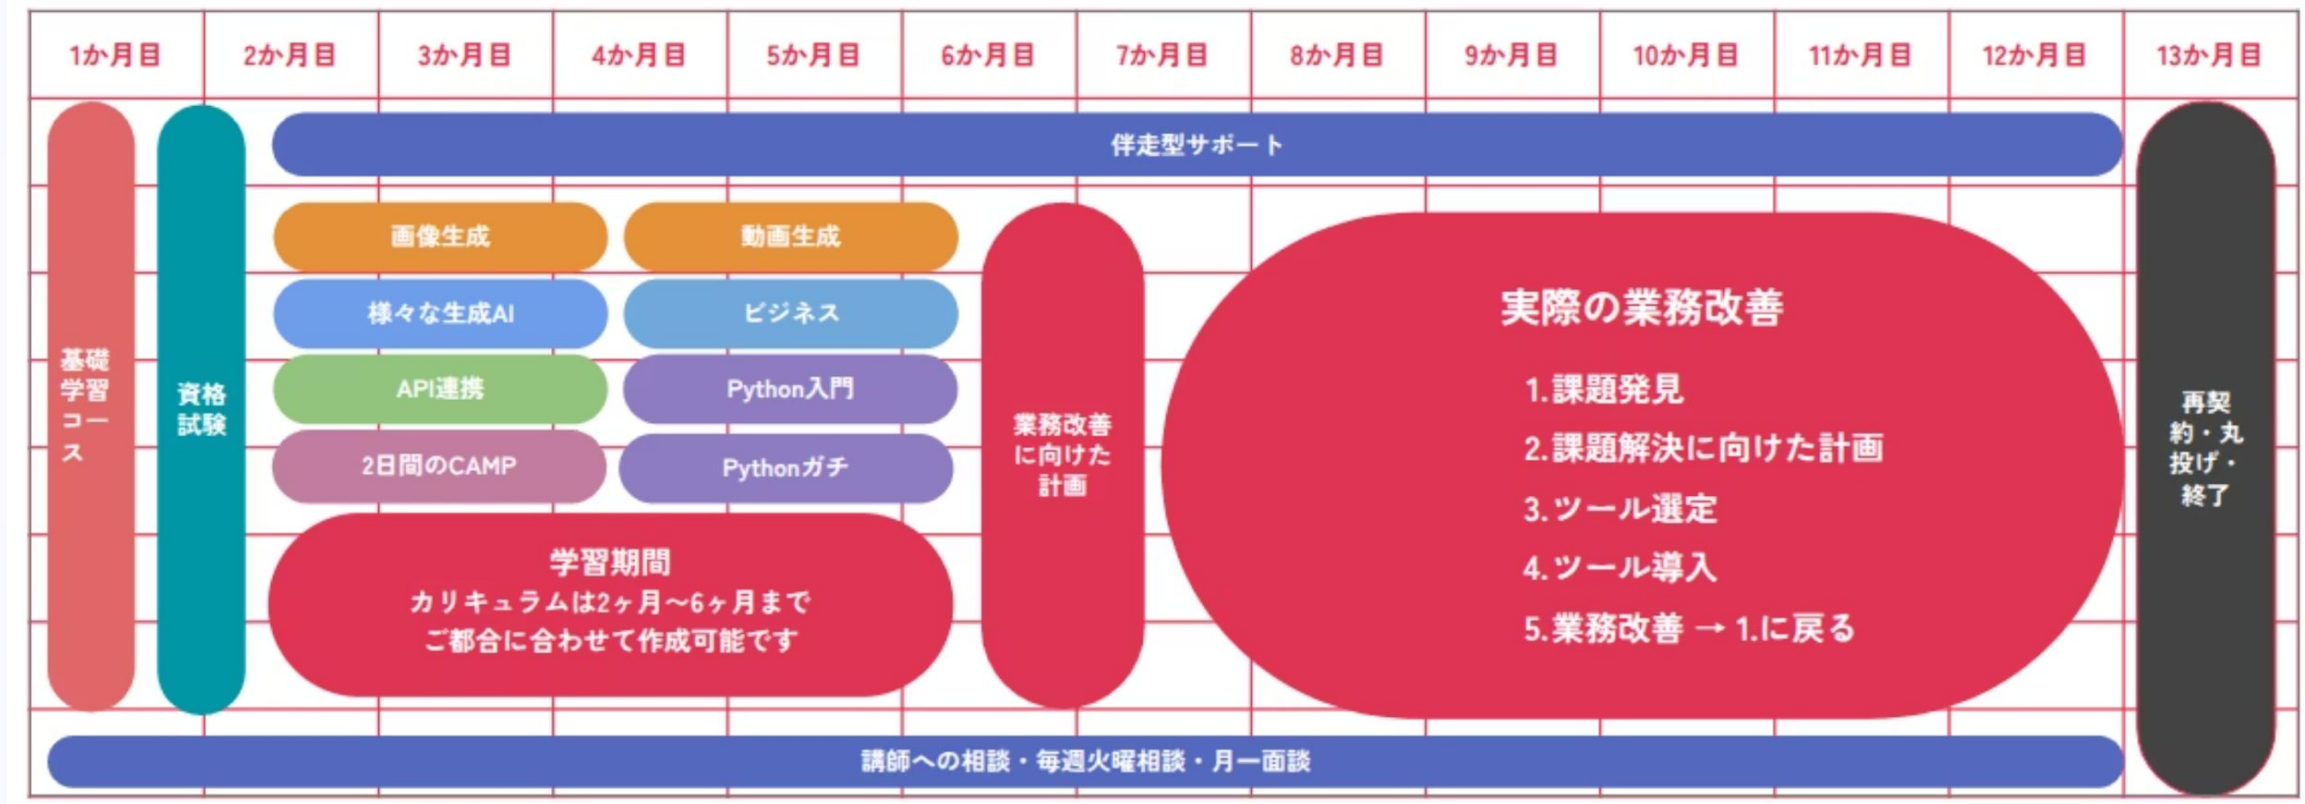 1か月目
2か月目
3か月目
4か月目
5か月目
6か月目
7か月目
8か月目
9か月目
10か月目
11か月目
12か月目
13か月目
伴走型サポート
基礎
学習
コー
ス
資格
試験
画像生成
動画生成
様々な生成AI
ビジネス
API連携
Python入門
2日間のCAMP
Pythonガチ
学習期間
カリキュラムは2ヶ月～6ヶ月まで
ご都合に合わせて作成可能です
業務改善
に向けた
計画
実際の業務改善
1.課題発見
2.課題解決に向けた計画
3.ツール選定
4.ツール導入
5.業務改善 → 1.に戻る
再契
約・丸
投げ・
終了
講師への相談・毎週火曜相談・月一面談